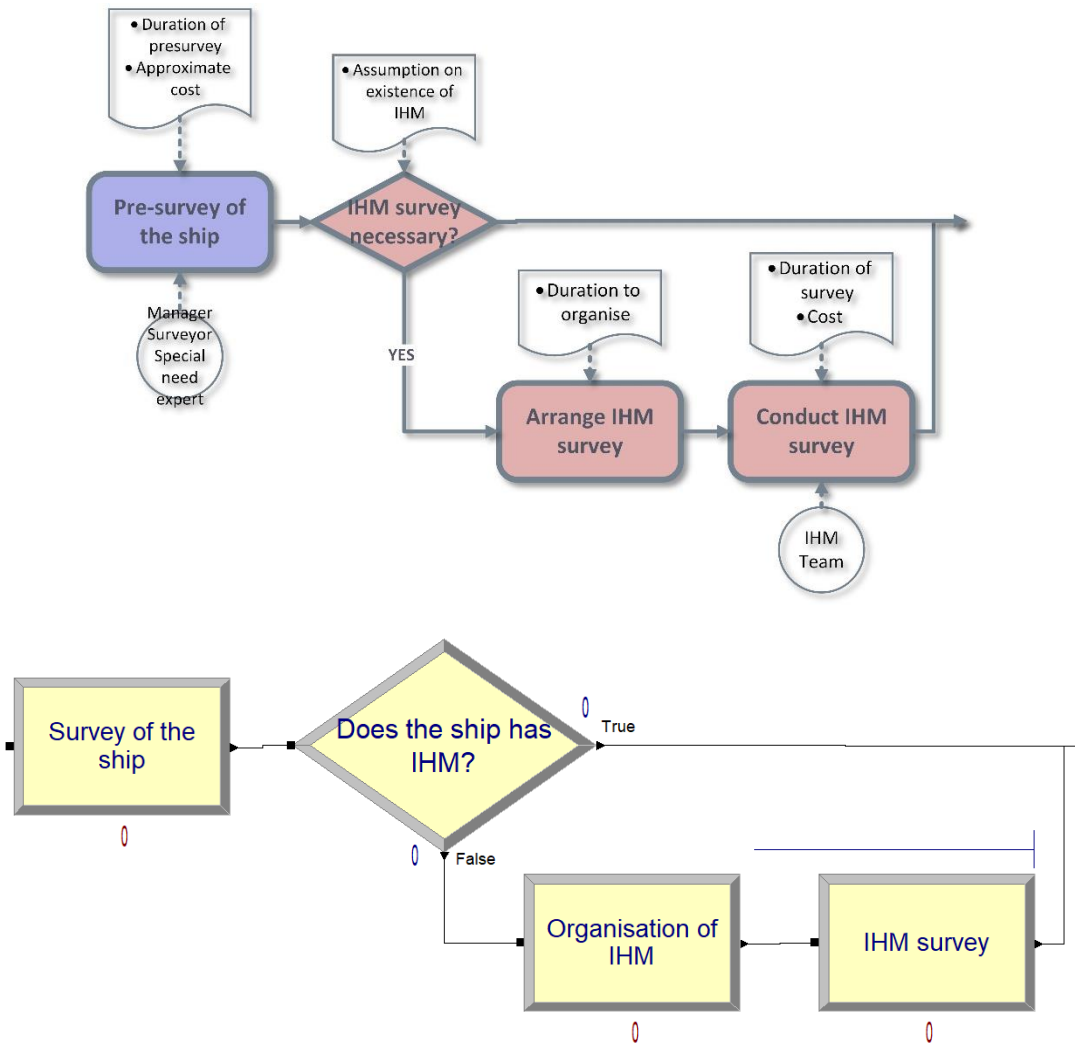 • Duration of
presurvey
• Approximate
cost
• Assumption on
existence of
IHM
Pre-survey of
the ship
IHM survey
necessary?
Manager
Surveyor
Special
need
expert
YES
• Duration to
organise
• Duration of
survey
• Cost
Arrange IHM
survey
Conduct IHM
survey
IHM
Team
Survey of the
ship
0
Does the ship has
IHM?
0
True
0
False
Organisation of
IHM
0
IHM survey
0